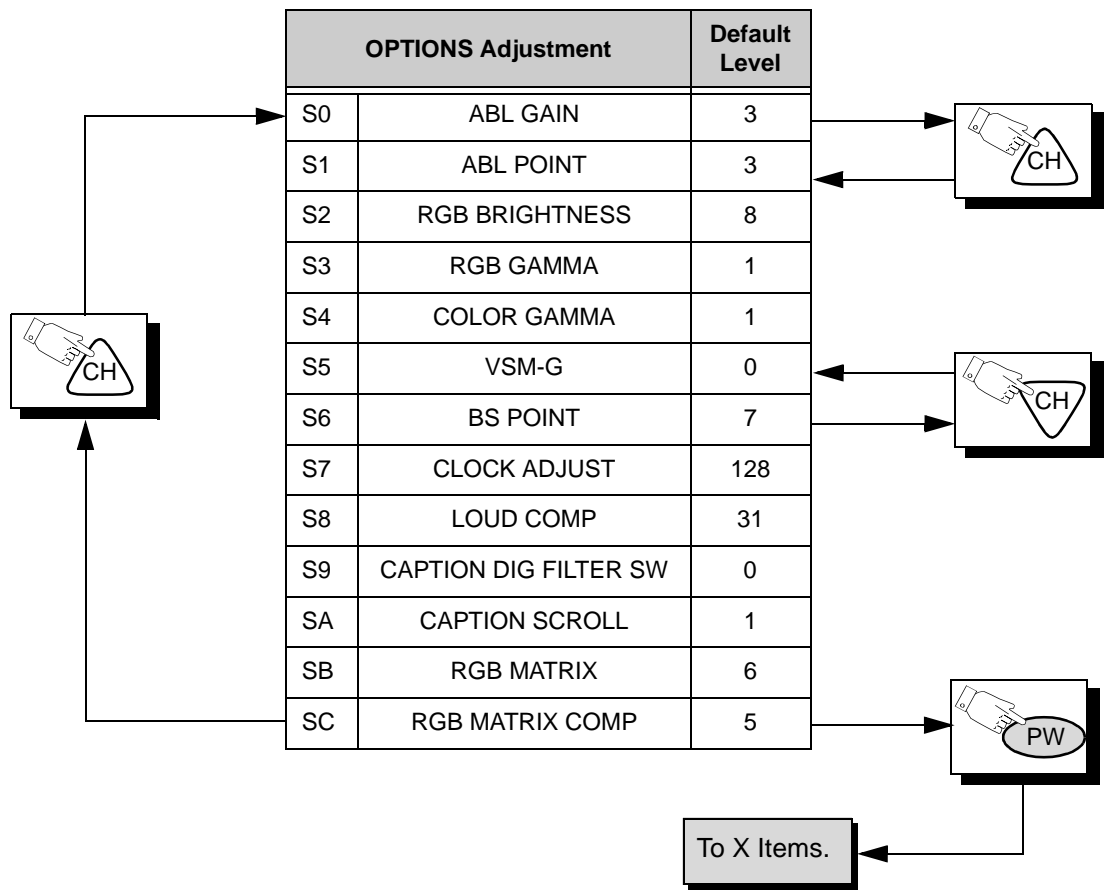 OPTIONS Adjustment Default Level
S0 ABL GAIN 3
S1 ABL POINT 3
S2 RGB BRIGHTNESS 8
S3 RGB GAMMA 1
S4 COLOR GAMMA 1
S5 VSM-G 0
S6 BS POINT 7
S7 CLOCK ADJUST 128
S8 LOUD COMP 31
S9 CAPTION DIG FILTER SW 0
SA CAPTION SCROLL 1
SB RGB MATRIX 6
SC RGB MATRIX COMP 5
CH
CH
CH
PW
To X Items.